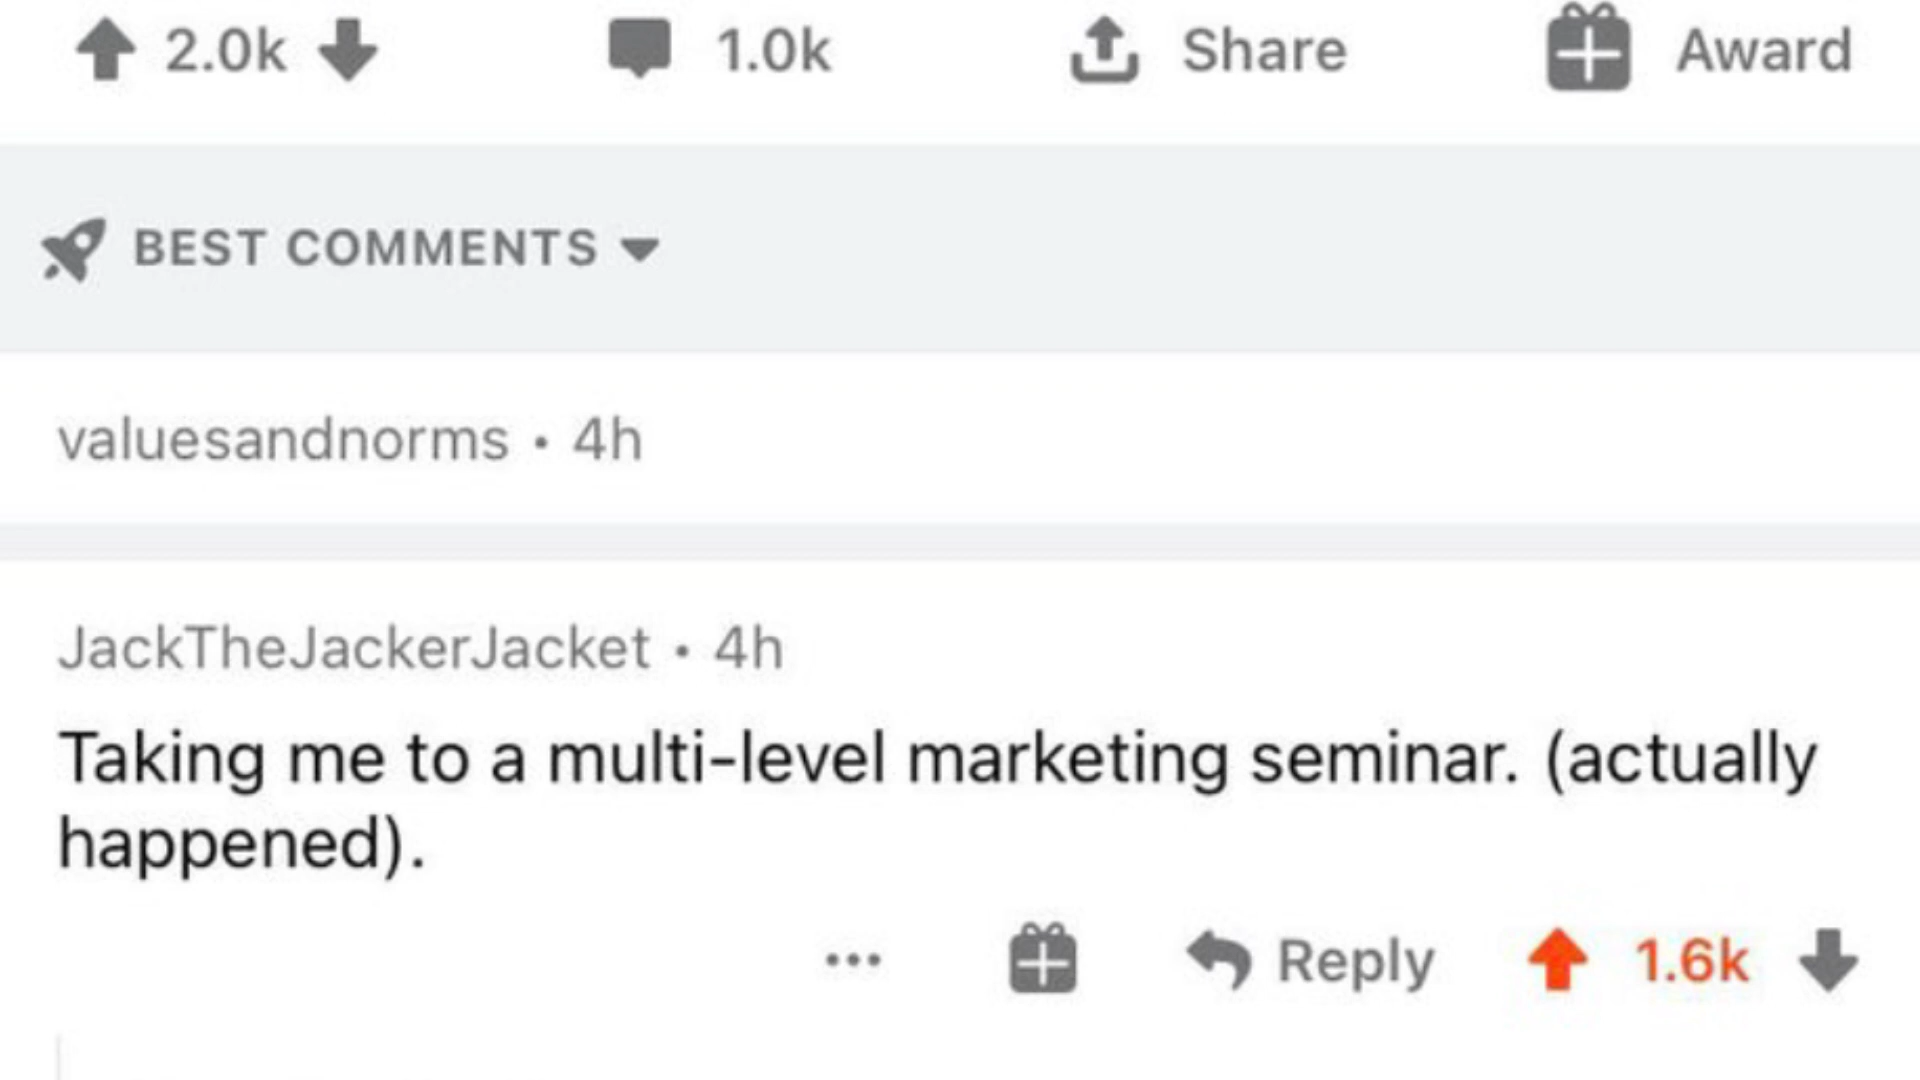 2.0k 1.0k Share Award
BEST COMMENTS
valuesandnorms • 4h
JackTheJackerJacket • 4h
Taking me to a multi-level marketing seminar. (actually
happened).
... Reply 1.6k